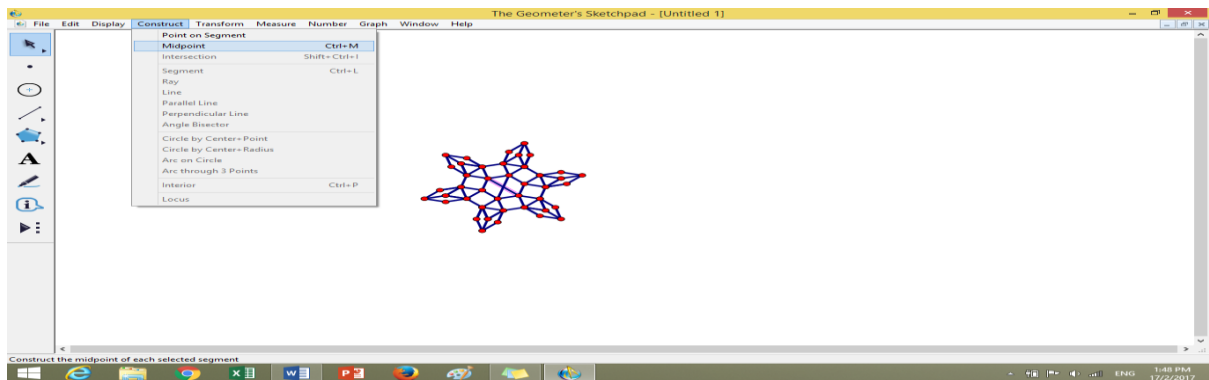 The Geometer's Sketchpad - [Untitled 1]
File Edit Display Construct Transform Measure Number Graph Window Help
Point on Segment
Midpoint Ctrl+M
Intersection Shift+Ctrl+I
Segment Ctrl+L
Ray
Line
Parallel Line
Perpendicular Line
Angle Bisector
Circle by Center+Point
Circle by Center+Radius
Arc on Circle
Arc through 3 Points
Interior Ctrl+P
Locus
A
Construct the midpoint of each selected segment
ENG
1:48 PM
17/2/2017